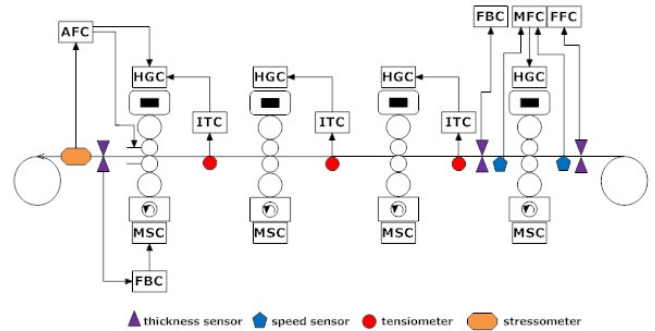 AFC
FBC MFC FFC
HGC HGC HGC HGC
ITC ITC ITC
MSC MSC MSC MSC
FBC
thickness sensor speed sensor tensiometer stressometer